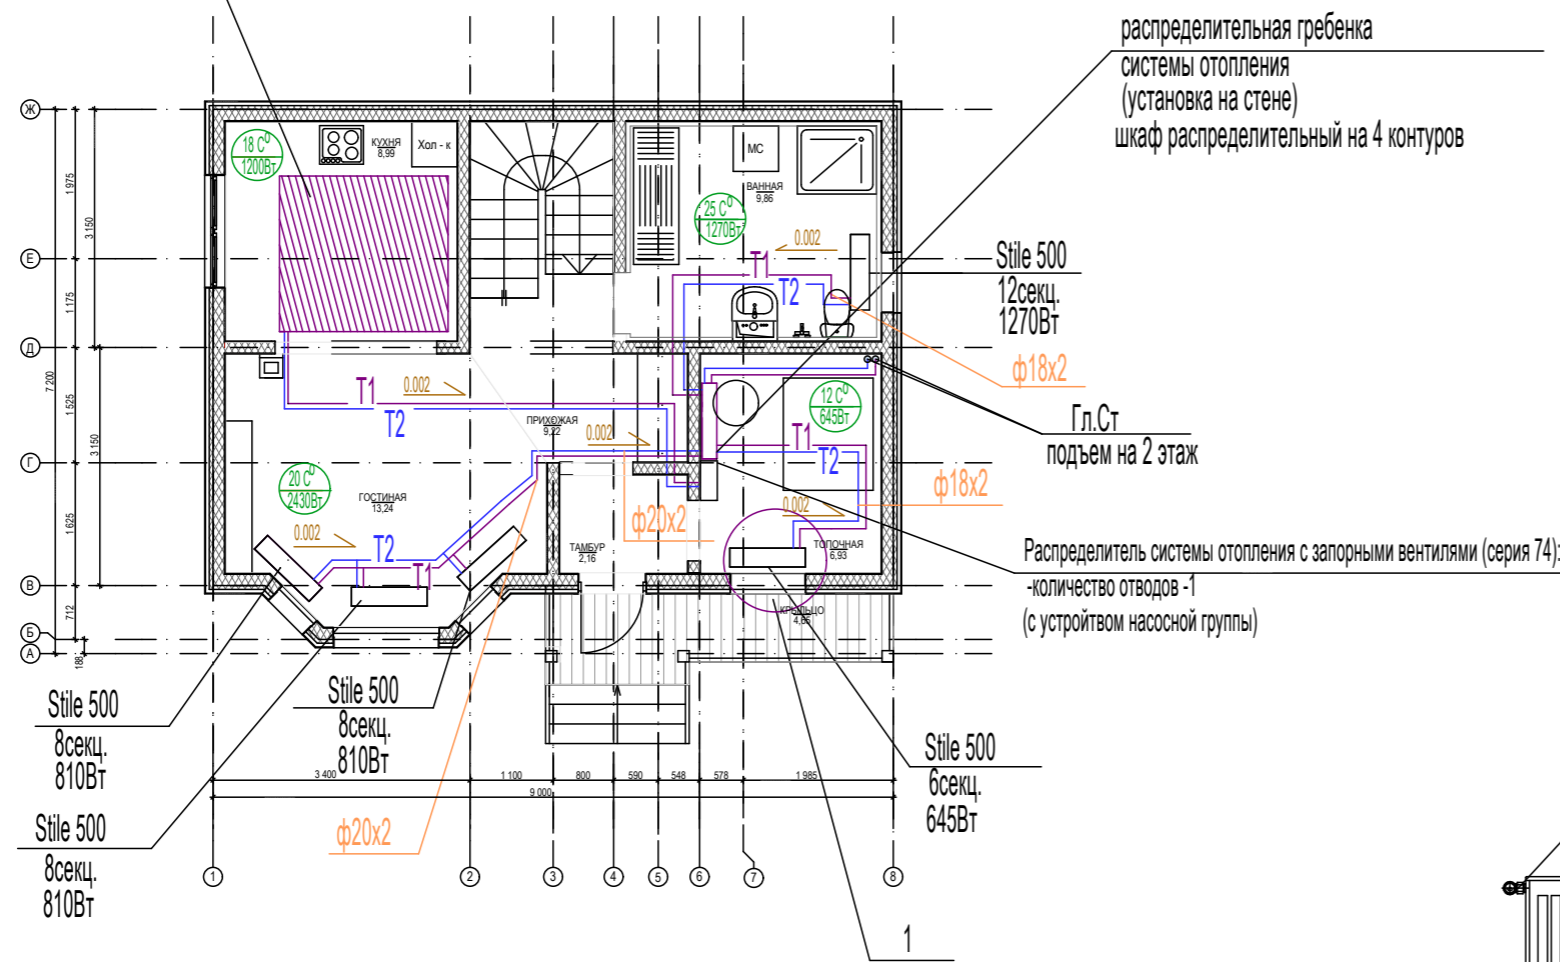 распределительная гребенка
системы отопления
(установка на стене)
шкаф распределительный на 4 контуров
Ж
Е
Д
Г
В
Б
А
1 975
1 175
1 525
1 625
712
188
3 150
3 150
7 200
18 С⁰
1200Вт
КУХНЯ
8,99
Хол - к
МС
ВАННАЯ
9,86
25 С⁰
1270Вт
0.002
Т1
Т2
Stile 500
12секц.
1270Вт
ф18х2
Гл.Ст
подъем на 2 этаж
Т1
0.002
Т2
ПРИХОЖАЯ
9,22
0.002
12 С⁰
645Вт
Т1
Т2
ф18х2
20 С⁰
2430Вт
ГОСТИНАЯ
13,24
0.002
Т2
Т1
ф20х2
ТАМБУР
2,16
0.002
ТОПОЧНАЯ
6,93
Распределитель системы отопления с запорными вентилями (серия 74):
-количество отводов -1
(с устройтвом насосной группы)
КРЫЛЬЦО
4,65
Stile 500
8секц.
810Вт
Stile 500
8секц.
810Вт
Stile 500
8секц.
810Вт
Stile 500
6секц.
645Вт
ф20х2
3 400
1 100
800
590
548
578
1 985
9 000
1
2
3
4
5
6
7
8
1